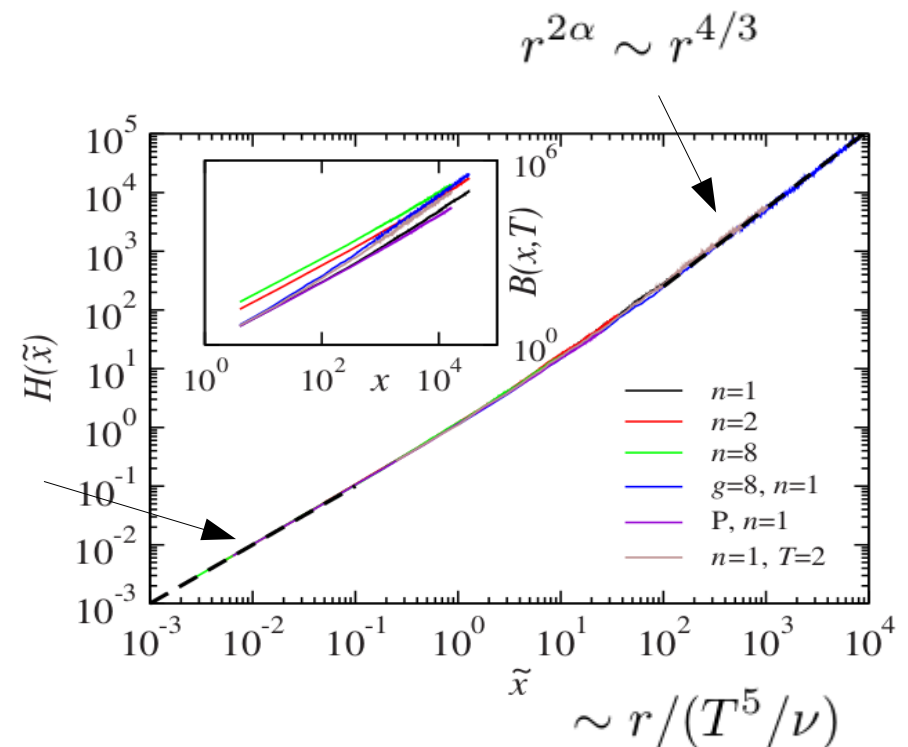 r^{2α} ∼ r^{4/3}
10^5
10^4
10^3
10^2
10^1
10^0
10^{-1}
10^{-2}
10^{-3}
H(x̃)
10^6
B(x,T)
10^0
10^0 10^2 x 10^4
n=1
n=2
n=8
g=8, n=1
P, n=1
n=1, T=2
10^{-3} 10^{-2} 10^{-1} 10^0 10^1 10^2 10^3 10^4
x̃
∼ r/(T^5/ν)